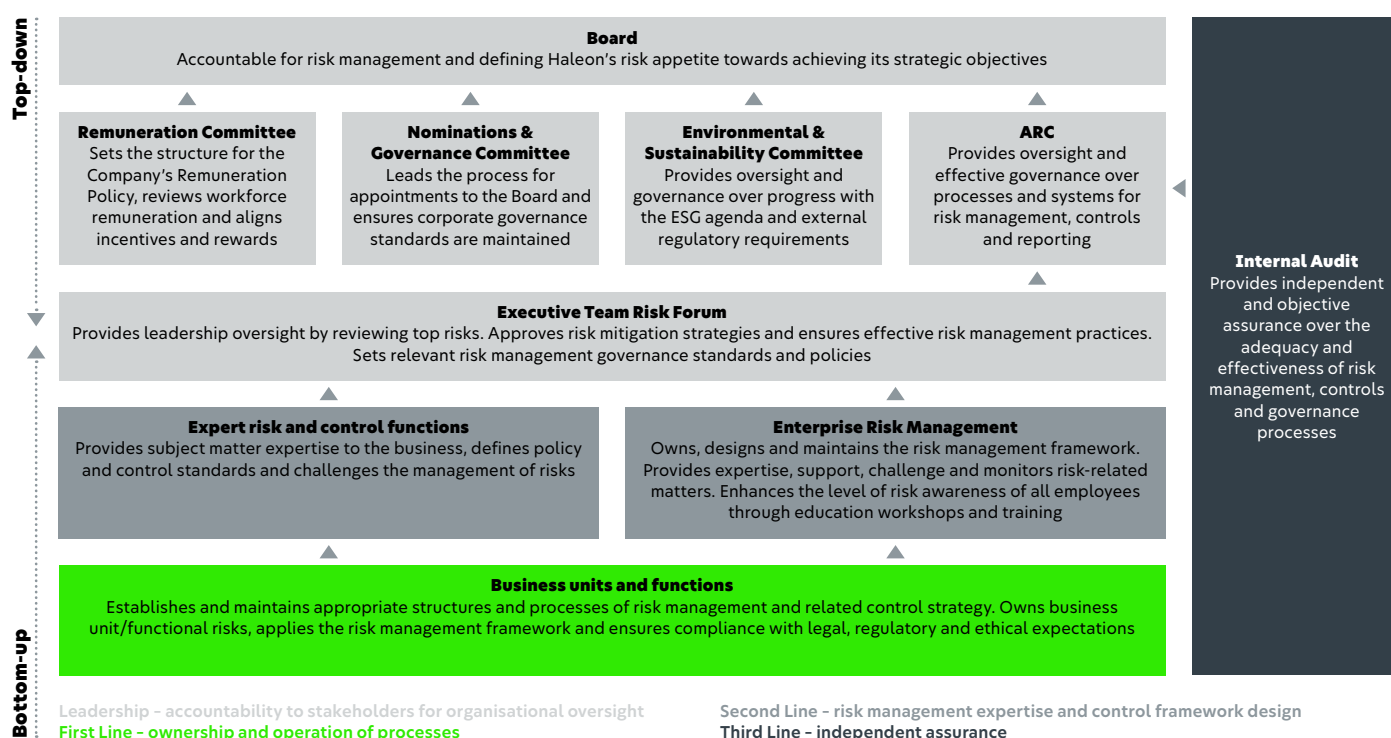 Top-down
Board
Accountable for risk management and defining Haleon's risk appetite towards achieving its strategic objectives
Remuneration Committee
Sets the structure for the
Company's Remuneration
Policy, reviews workforce
remuneration and aligns
incentives and rewards
Nominations &
Governance Committee
Leads the process for
appointments to the Board and
ensures corporate governance
standards are maintained
Environmental &
Sustainability Committee
Provides oversight and
governance over progress with
the ESG agenda and external
regulatory requirements
ARC
Provides oversight and
effective governance over
processes and systems for
risk management, controls
and reporting
Internal Audit
Provides independent
and objective
assurance over the
adequacy and
effectiveness of risk
management, controls
and governance
processes
Executive Team Risk Forum
Provides leadership oversight by reviewing top risks. Approves risk mitigation strategies and ensures effective risk management practices.
Sets relevant risk management governance standards and policies
Expert risk and control functions
Provides subject matter expertise to the business, defines policy
and control standards and challenges the management of risks
Enterprise Risk Management
Owns, designs and maintains the risk management framework.
Provides expertise, support, challenge and monitors risk-related
matters. Enhances the level of risk awareness of all employees
through education workshops and training
Business units and functions
Establishes and maintains appropriate structures and processes of risk management and related control strategy. Owns business
unit/functional risks, applies the risk management framework and ensures compliance with legal, regulatory and ethical expectations
Bottom-up
Leadership – accountability to stakeholders for organisational oversight
First Line – ownership and operation of processes
Second Line – risk management expertise and control framework design
Third Line – independent assurance